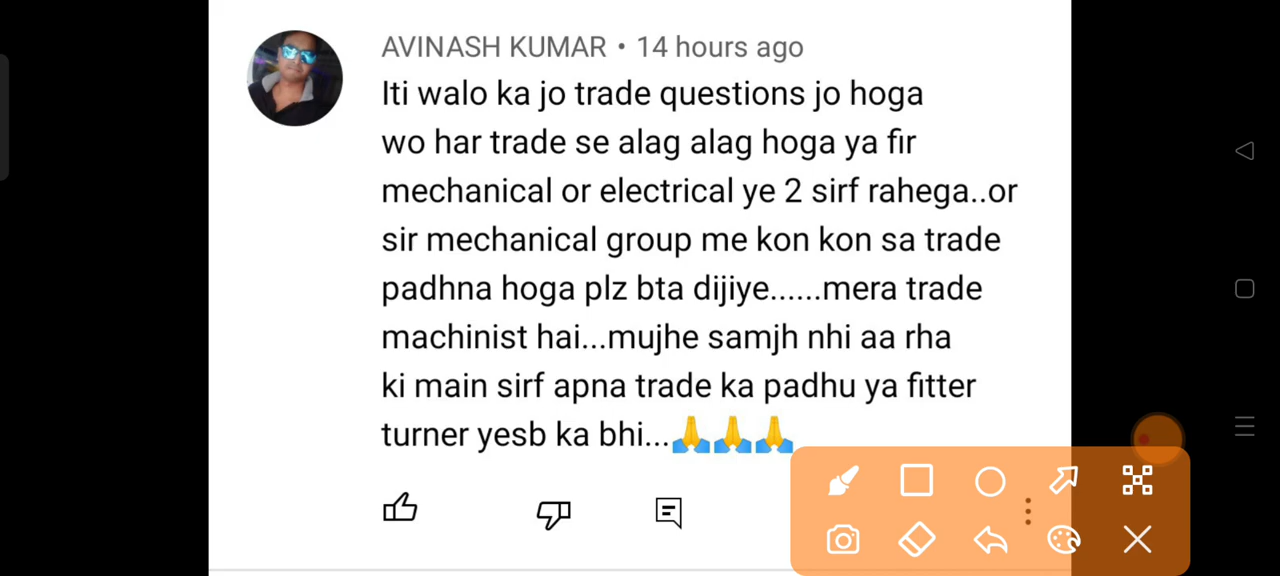 AVINASH KUMAR • 14 hours ago
Iti walo ka jo trade questions jo hoga
wo har trade se alag alag hoga ya fir
mechanical or electrical ye 2 sirf rahega..or
sir mechanical group me kon kon sa trade
padhna hoga plz bta dijiye......mera trade
machinist hai...mujhe samjh nhi aa rha
ki main sirf apna trade ka padhu ya fitter
turner yesb ka bhi...🙏🙏🙏